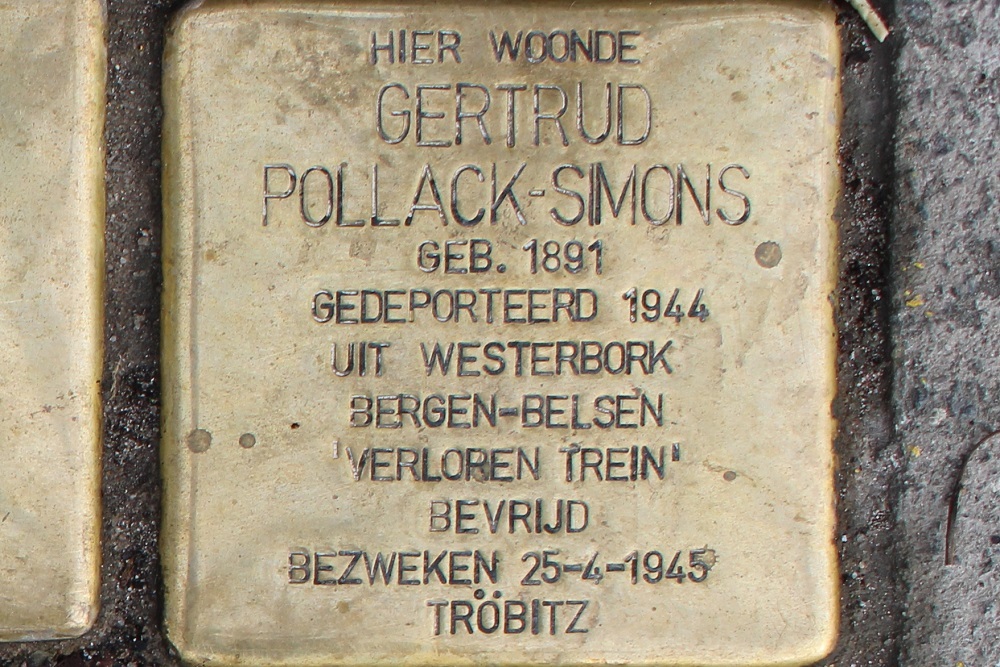 HIER WOONDE
GERTRUD
POLLACK-SIMONS
GEB. 1891
GEDEPORTEERD 1944
UIT WESTERBORK
BERGEN-BELSEN
'VERLOREN TREIN'
BEVRIJD
BEZWEKEN 25-4-1945
TRÖBITZ